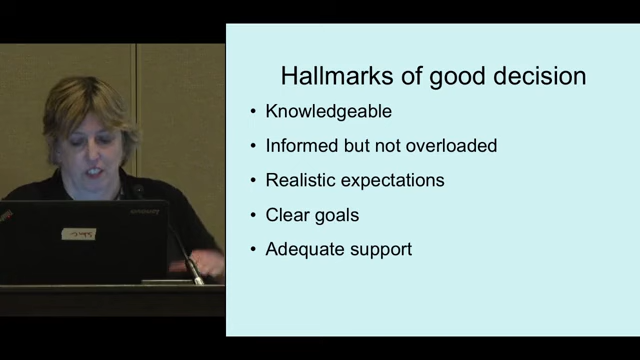 Hallmarks of good decision
• Knowledgeable
• Informed but not overloaded
• Realistic expectations
• Clear goals
• Adequate support